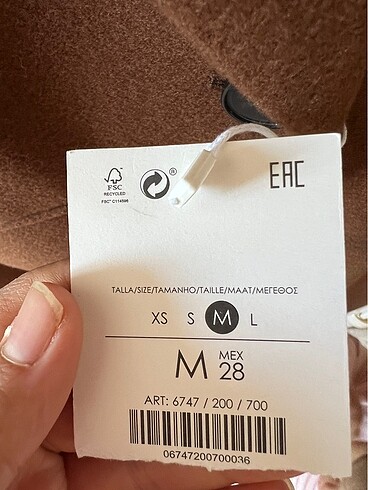 FSC
RECYCLED
FSC® C114596
®
EAC
TALLA/SIZE/TAMANHO/TAILLE/MAAT/ΜΕΓΕΘΟΣ
XS S M L
M MEX 28
ART: 6747 / 200 / 700
06747200700036